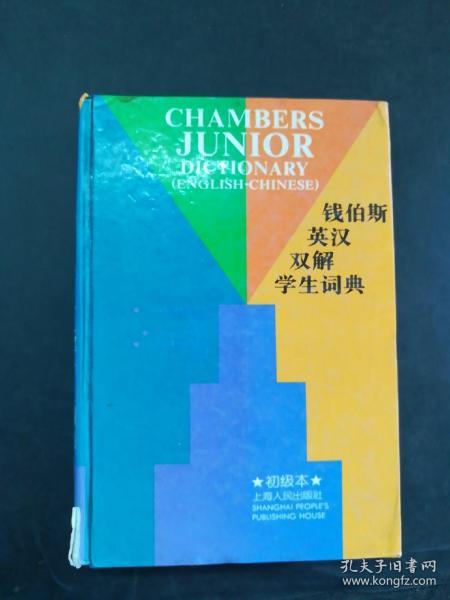 CHAMBERS
JUNIOR
DICTIONARY
(ENGLISH-CHINESE)
钱伯斯
英汉
双解
学生词典
★初级本★
上海人民出版社
SHANGHAI PEOPLE'S
PUBLISHING HOUSE
孔夫子旧书网
www.kongfz.com